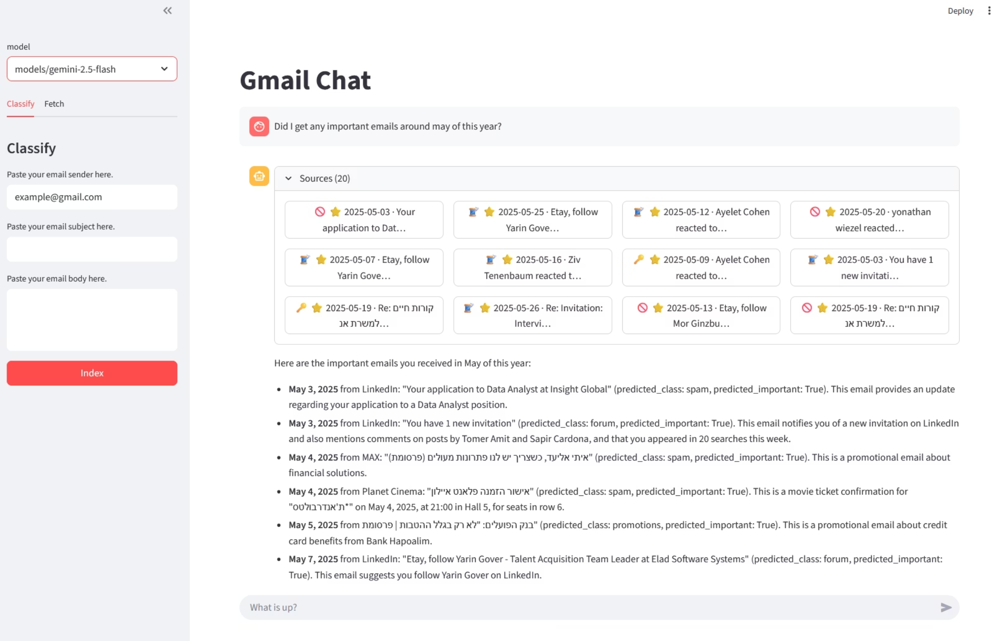 Deploy
model
models/gemini-2.5-flash
Classify Fetch
Classify
Paste your email sender here.
example@gmail.com
Paste your email subject here.
Paste your email body here.
Index
Gmail Chat
Did I get any important emails around may of this year?
Sources (20)
🚫 ⭐ 2025-05-03 · Your
application to Dat…
🧵 ⭐ 2025-05-25 · Etay, follow
Yarin Gove…
🧵 ⭐ 2025-05-12 · Ayelet Cohen
reacted to…
🚫 ⭐ 2025-05-20 · yonathan
wiezel reacted…
🧵 ⭐ 2025-05-07 · Etay, follow
Yarin Gove…
🧵 ⭐ 2025-05-16 · Ziv
Tenenbaum reacted t…
🔑 ⭐ 2025-05-09 · Ayelet Cohen
reacted to…
🧵 ⭐ 2025-05-03 · You have 1
new invitati…
🔑 ⭐ 2025-05-19 · Re: קורות חיים
למשרת אנ…
🧵 ⭐ 2025-05-26 · Re: Invitation:
Intervi…
🚫 ⭐ 2025-05-13 · Etay, follow
Mor Ginzbu…
🚫 ⭐ 2025-05-19 · Re: קורות חיים
למשרת אנ…
Here are the important emails you received in May of this year:
• May 3, 2025 from LinkedIn: "Your application to Data Analyst at Insight Global" (predicted_class: spam, predicted_important: True). This email provides an update
regarding your application to a Data Analyst position.
• May 3, 2025 from LinkedIn: "You have 1 new invitation" (predicted_class: forum, predicted_important: True). This email notifies you of a new invitation on LinkedIn
and also mentions comments on posts by Tomer Amit and Sapir Cardona, and that you appeared in 20 searches this week.
• May 4, 2025 from MAX: "איתי אליעד, כשצריך יש לנו פתרונות מעולים (פרסומת)" (predicted_class: spam, predicted_important: True). This is a promotional email about
financial solutions.
• May 4, 2025 from Planet Cinema: "אישור הזמנה פלאנט איילון" (predicted_class: spam, predicted_important: True). This is a movie ticket confirmation for
"ת'אנדרבולטס*" on May 4, 2025, at 21:00 in Hall 5, for seats in row 6.
• May 5, 2025 from בנק הפועלים: "לא רק בגלל ההטבות | פרסומת" (predicted_class: promotions, predicted_important: True). This is a promotional email about credit
card benefits from Bank Hapoalim.
• May 7, 2025 from LinkedIn: "Etay, follow Yarin Gover - Talent Acquisition Team Leader at Elad Software Systems" (predicted_class: forum, predicted_important:
True). This email suggests you follow Yarin Gover on LinkedIn.
What is up?